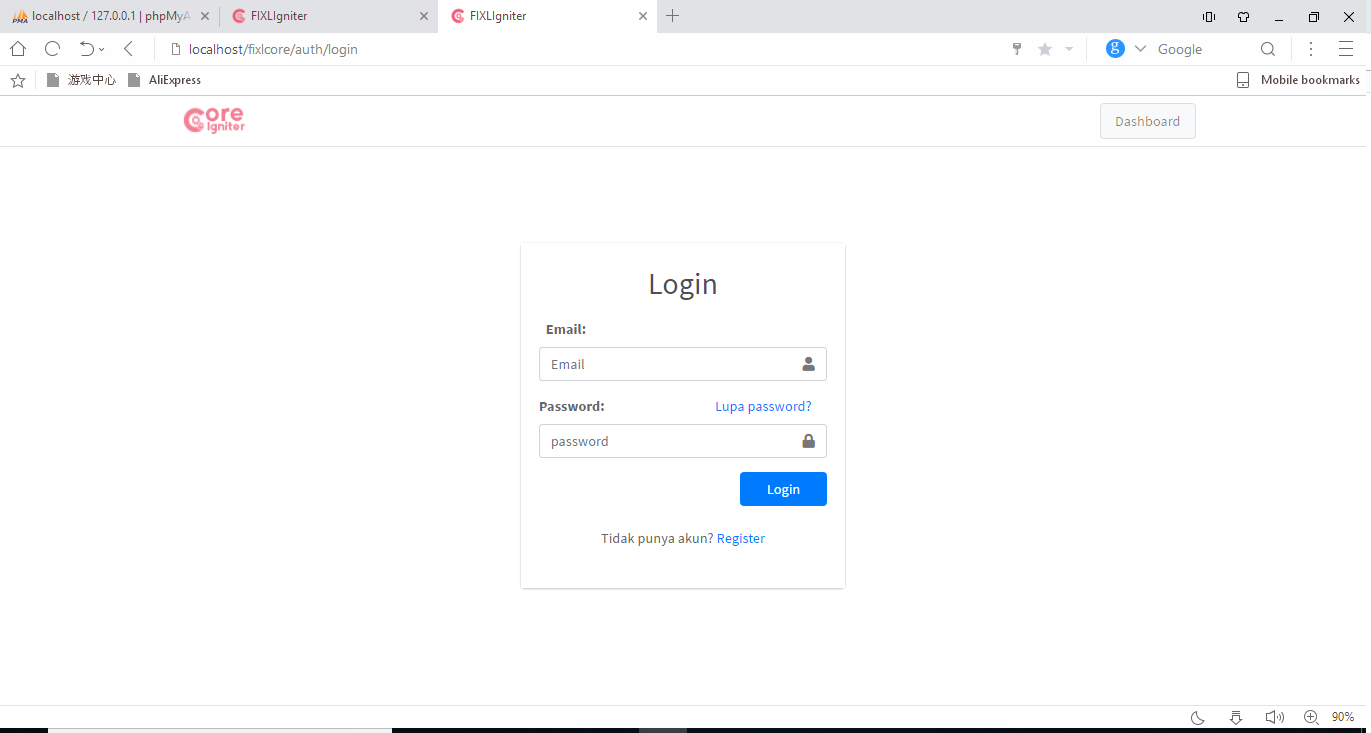 localhost / 127.0.0.1 | phpMyA
FIXLIgniter
FIXLIgniter
localhost/fixlcore/auth/login
Google
游戏中心
AliExpress
Mobile bookmarks
Core Igniter
Dashboard
Login
Email:
Email
Password: Lupa password?
password
Login
Tidak punya akun? Register
90%